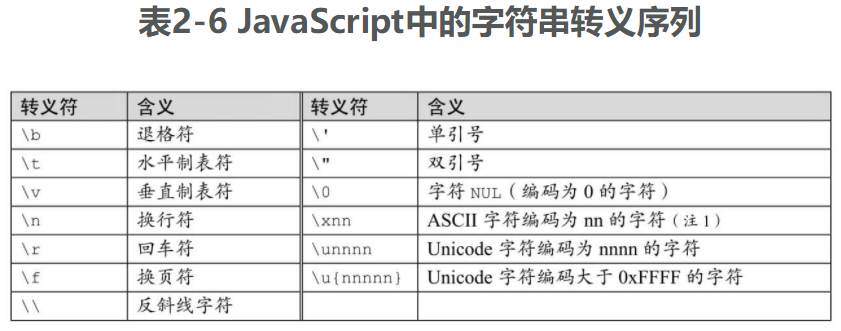 表2-6 JavaScript中的字符串转义序列
转义符 含义 转义符 含义
\b 退格符 \' 单引号
\t 水平制表符 \" 双引号
\v 垂直制表符 \0 字符 NUL（编码为 0 的字符）
\n 换行符 \xnn ASCII 字符编码为 nn 的字符（注 1）
\r 回车符 \unnnn Unicode 字符编码为 nnnn 的字符
\f 换页符 \u{nnnnn} Unicode 字符编码大于 0xFFFF 的字符
\\ 反斜线字符